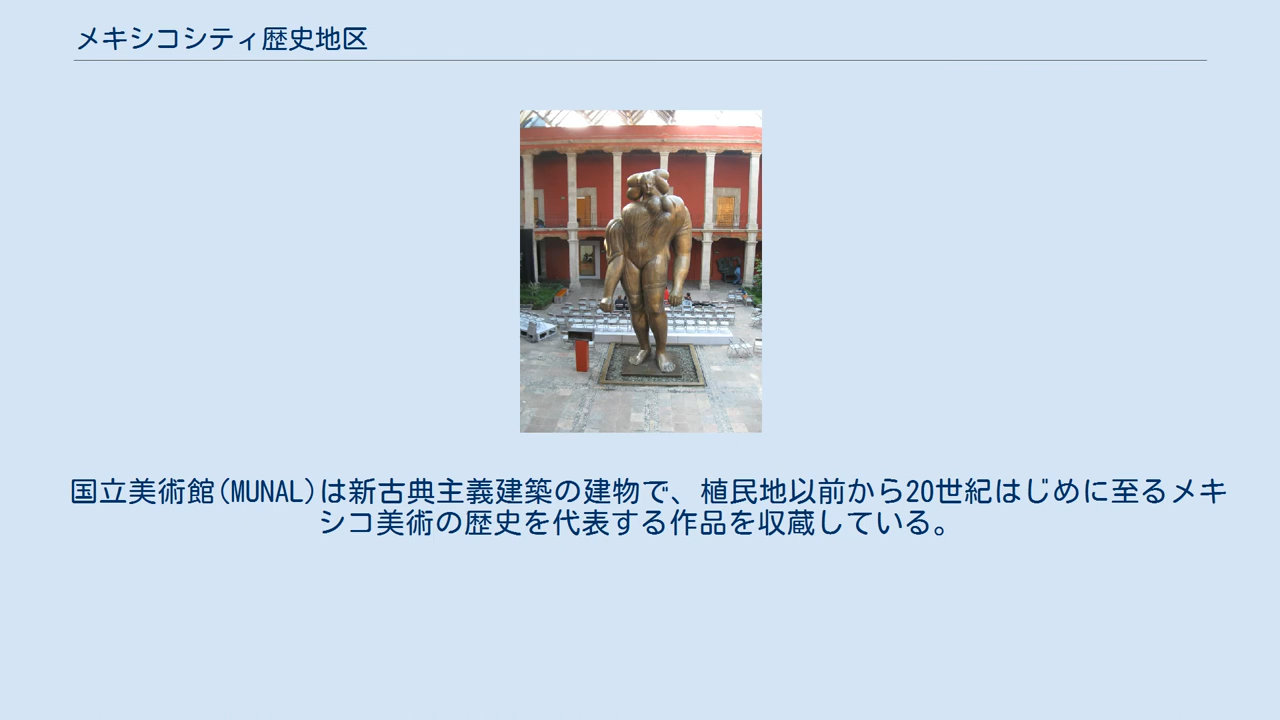 メキシコシティ歴史地区
国立美術館(MUNAL)は新古典主義建築の建物で、植民地以前から20世紀はじめに至るメキ
シコ美術の歴史を代表する作品を収蔵している。